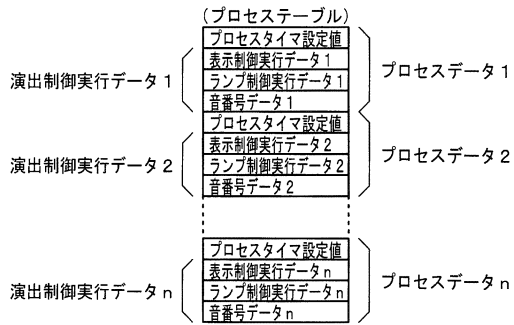 (プロセステーブル)
プロセスタイマ設定値
表示制御実行データ1
ランプ制御実行データ1
音番号データ1
演出制御実行データ1
プロセスデータ1
プロセスタイマ設定値
表示制御実行データ2
ランプ制御実行データ2
音番号データ2
演出制御実行データ2
プロセスデータ2
プロセスタイマ設定値
表示制御実行データn
ランプ制御実行データn
音番号データn
演出制御実行データn
プロセスデータn